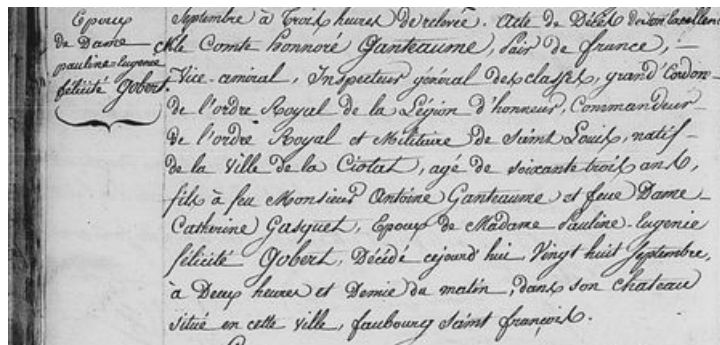 Epoux
de Dame
pauline-Eugenie
félicité Gobert.
Septembre à Trois heures de relevée. Acte de Décès de son Excellence
Mr le Comte honnoré Ganteaume, Pair de france, –
Vice-amiral, Inspecteur général des classes, grand Cordon –
de l'ordre Royal de la Légion d'honneur, Commandeur –
de l'ordre Royal et Militaire de Saint Louis, natif –
de la Ville de la Ciotat, agé de soixante trois ans,
fils à feu Monsieur Antoine Ganteaume et feue Dame –
Catherine Gasquet, Epoux de Madame Pauline-Eugenie
félicité Gobert, Décédé cejourd'hui Vingt huit Septembre,
à Deux heures et Demie du matin, dans son chateau
situé en cette ville, faubourg saint françois.